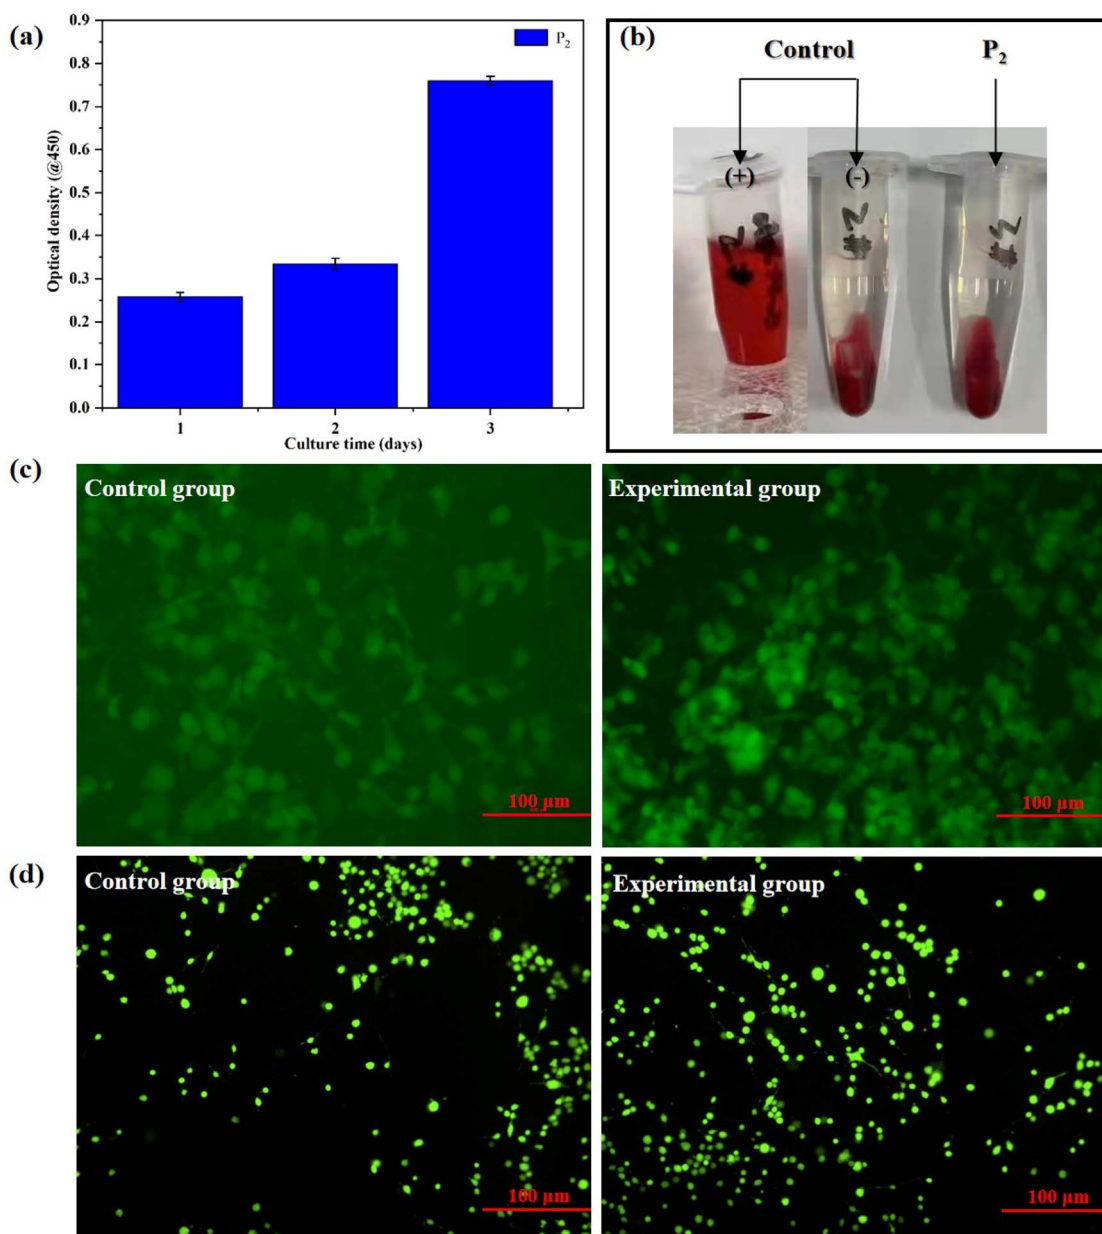 (a)
0.9
0.8
0.7
0.6
0.5
0.4
0.3
0.2
0.1
0.0
Optical density (@450)
P₂
1 2 3
Culture time (days)
(b)
Control P₂
(+) (-)
(c)
Control group
Experimental group
100 μm
100 μm
(d)
Control group
Experimental group
100 μm
100 μm